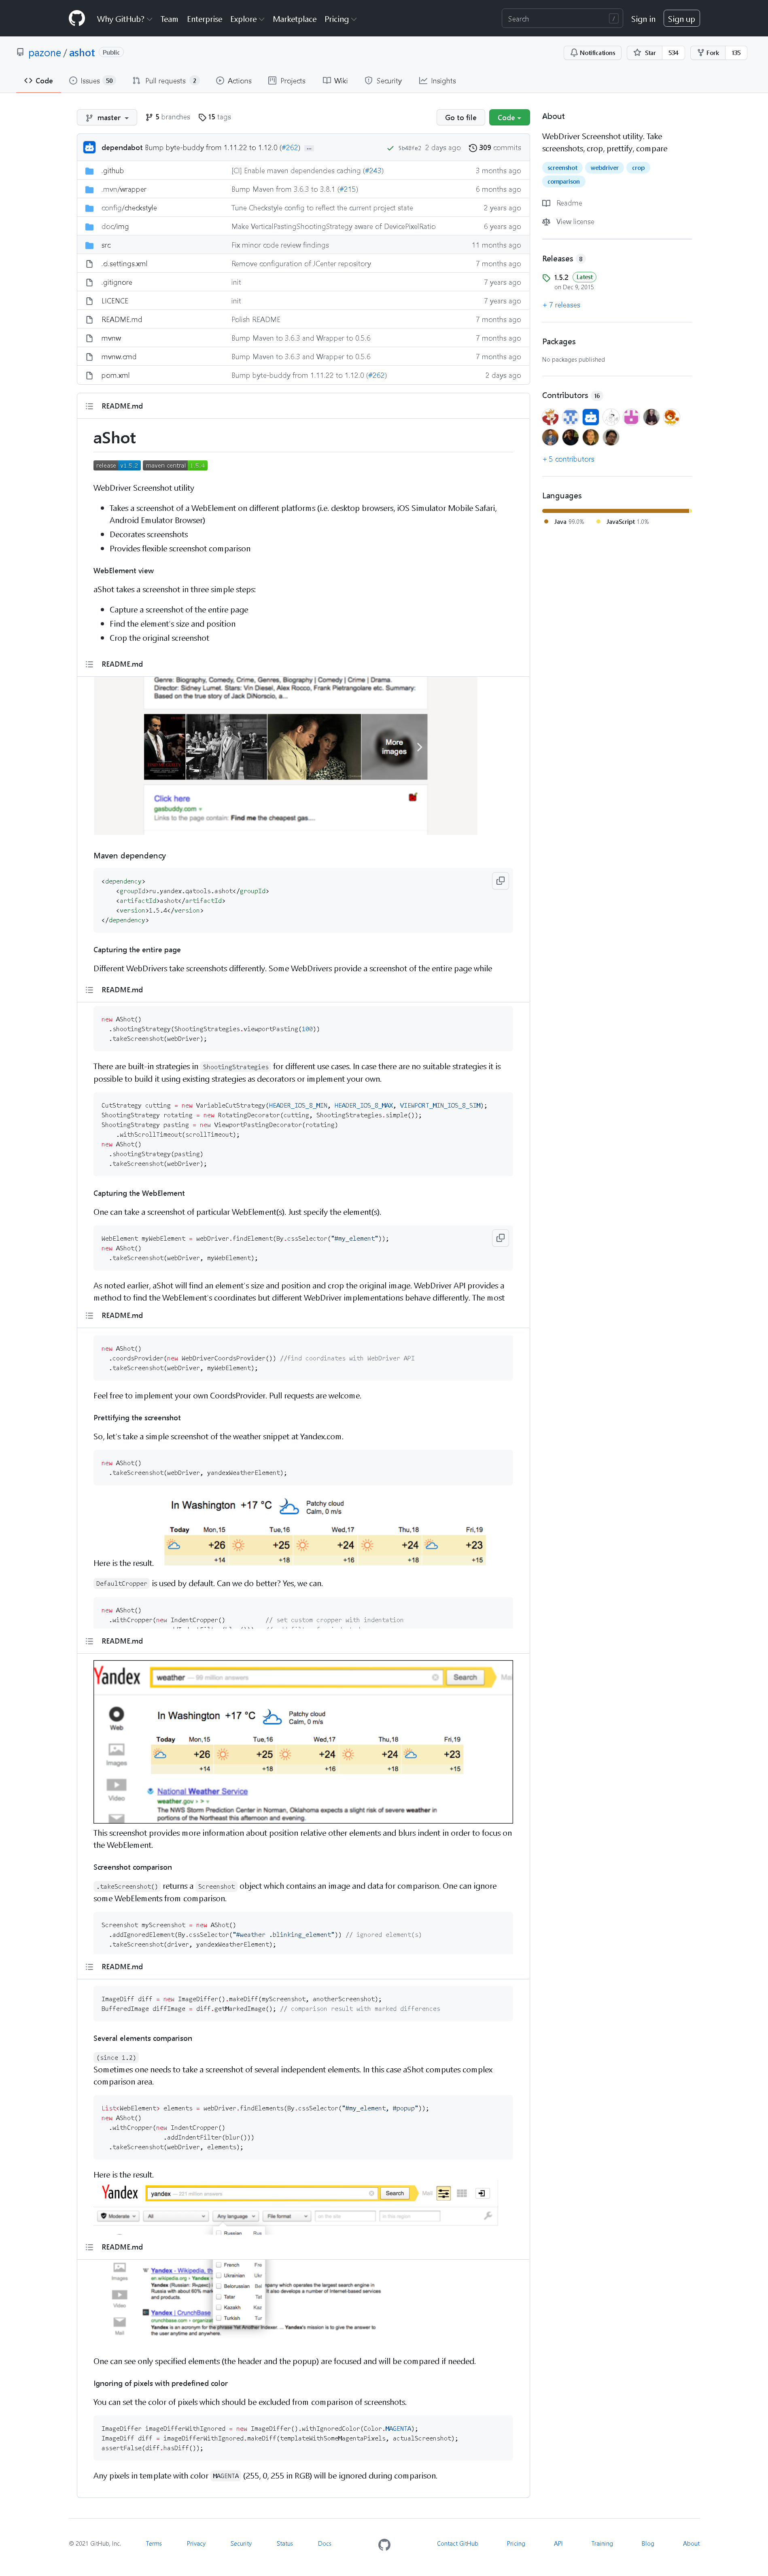 Why GitHub? Team Enterprise Explore Marketplace Pricing Search / Sign in Sign up
pazone / ashot Public Notifications Star 534 Fork 135
Code Issues 50 Pull requests 2 Actions Projects Wiki Security Insights
master 5 branches 15 tags Go to file Code
About
WebDriver Screenshot utility. Take
screenshots, crop, prettify, compare
screenshot webdriver crop
comparison
Readme
View license
Releases 8
1.5.2 Latest
on Dec 9, 2015
+ 7 releases
Packages
No packages published
Contributors 16
+ 5 contributors
Languages
Java 99.0% JavaScript 1.0%
dependabot Bump byte-buddy from 1.11.22 to 1.12.0 (#262) ... 2 days ago 309 commits
.github [CI] Enable maven dependencies caching (#243) 3 months ago
.mvn/wrapper Bump Maven from 3.6.3 to 3.8.1 (#215) 6 months ago
config/checkstyle Tune Checkstyle config to reflect the current project state 2 years ago
doc/img Make VerticalPastingShootingStrategy aware of DevicePixelRatio 6 years ago
src Fix minor code review findings 11 months ago
.ci.settings.xml Remove configuration of JCenter repository 7 months ago
.gitignore init 7 years ago
LICENCE init 7 years ago
README.md Polish README 7 months ago
mvnw Bump Maven to 3.6.3 and Wrapper to 0.5.6 7 months ago
mvnw.cmd Bump Maven to 3.6.3 and Wrapper to 0.5.6 7 months ago
pom.xml Bump byte-buddy from 1.11.22 to 1.12.0 (#262) 2 days ago
README.md
aShot
release v1.5.2 maven central 1.5.4
WebDriver Screenshot utility
Takes a screenshot of a WebElement on different platforms (i.e. desktop browsers, iOS Simulator Mobile Safari,
Android Emulator Browser)
Decorates screenshots
Provides flexible screenshot comparison
WebElement view
aShot takes a screenshot in three simple steps:
Capture a screenshot of the entire page
Find the element's size and position
Crop the original screenshot
README.md
Genre: Biography, Comedy, Crime, Genres, Biography | Comedy | Crime | Drama.
Director: Sidney Lumet. Stars: Vin Diesel, Alex Rocco, Frank Pietrangolare etc. Summary:
Based on the true story of Jack DiNorscio, a...
More
images
Click here
gasbuddy.com
Links to the page contain: Find me the cheapest gas....
Maven dependency
<dependency>
<groupId>ru.yandex.qatools.ashot</groupId>
<artifactId>ashot</artifactId>
<version>1.5.4</version>
</dependency>
Capturing the entire page
Different WebDrivers take screenshots differently. Some WebDrivers provide a screenshot of the entire page while
README.md
new AShot()
.shootingStrategy(ShootingStrategies.viewportPasting(100))
.takeScreenshot(webDriver);
There are built-in strategies in ShootingStrategies for different use cases. In case there are no suitable strategies it is
possible to build it using existing strategies as decorators or implement your own.
CutStrategy cutting = new VariableCutStrategy(HEADER_IOS_8_MIN, HEADER_IOS_8_MAX, VIEWPORT_MIN_IOS_8_SIM);
ShootingStrategy rotating = new RotatingDecorator(cutting, ShootingStrategies.simple());
ShootingStrategy pasting = new ViewportPastingDecorator(rotating)
.withScrollTimeout(scrollTimeout);
new AShot()
.shootingStrategy(pasting)
.takeScreenshot(webDriver);
Capturing the WebElement
One can take a screenshot of particular WebElement(s). Just specify the element(s).
WebElement myWebElement = webDriver.findElement(By.cssSelector("#my_element"));
new AShot()
.takeScreenshot(webDriver, myWebElement);
As noted earlier, aShot will find an element's size and position and crop the original image. WebDriver API provides a
method to find the WebElement's coordinates but different WebDriver implementations behave differently. The most
README.md
new AShot()
.coordsProvider(new WebDriverCoordsProvider()) //find coordinates with WebDriver API
.takeScreenshot(webDriver, myWebElement);
Feel free to implement your own CoordsProvider. Pull requests are welcome.
Prettifying the screenshot
So, let's take a simple screenshot of the weather snippet at Yandex.com.
new AShot()
.takeScreenshot(webDriver, yandexWeatherElement);
In Washington +17 °C Patchy cloud
Calm, 0 m/s
Today Mon,15 Tue,16 Wed,17 Thu,18 Fri,19
+26 +25 +24 +24 +23
+14 +18 +16 +18 +15
Here is the result.
DefaultCropper is used by default. Can we do better? Yes, we can.
new AShot()
.withCropper(new IndentCropper() // set custom cropper with indentation
README.md
Yandex weather — 86 million answers Search
Web
Images
Video
Mail
In Washington +17 °C Patchy cloud
Calm, 0 m/s
Today Mon,15 Tue,16 Wed,17 Thu,18 Fri,19
+26 +25 +24 +24 +23
+14 +18 +16 +18 +15
National Weather Service
weather.gov
The NWS Storm Prediction Center in Norman, Oklahoma expects a slight risk of severe weather in
portions of the Northeast this afternoon and evening.
This screenshot provides more information about position relative other elements and blurs indent in order to focus on
the WebElement.
Screenshot comparison
.takeScreenshot() returns a Screenshot object which contains an image and data for comparison. One can ignore
some WebElements from comparison.
Screenshot myScreenshot = new AShot()
.addIgnoredElement(By.cssSelector("#weather .blinking_element")) // ignored element(s)
.takeScreenshot(driver, yandexWeatherElement);
README.md
ImageDiff diff = new ImageDiffer().makeDiff(myScreenshot, anotherScreenshot);
BufferedImage diffImage = diff.getMarkedImage(); // comparison result with marked differences
Several elements comparison
(since 1.2)
Sometimes one needs to take a screenshot of several independent elements. In this case aShot computes complex
comparison area.
List<WebElement> elements = webDriver.findElements(By.cssSelector("#my_element, #popup"));
new AShot()
.withCropper(new IndentCropper()
.addIndentFilter(blur()))
.takeScreenshot(webDriver, elements);
Here is the result.
Yandex yandex — 221 million answers Search Mail
Moderate All Any language File format on the site in this region
Russian Rus
README.md
French Fre
Ukrainian Ukr
Belorussian Bel
Tatar Tat
Kazakh Kaz
Turkish Tur
One can see only specified elements (the header and the popup) are focused and will be compared if needed.
Ignoring of pixels with predefined color
You can set the color of pixels which should be excluded from comparison of screenshots.
ImageDiffer imageDifferWithIgnored = new ImageDiffer().withIgnoredColor(Color.MAGENTA);
ImageDiff diff = imageDifferWithIgnored.makeDiff(templateWithSomeMagentaPixels, actualScreenshot);
assertFalse(diff.hasDiff());
Any pixels in template with color MAGENTA (255, 0, 255 in RGB) will be ignored during comparison.
© 2021 GitHub, Inc. Terms Privacy Security Status Docs Contact GitHub Pricing API Training Blog About